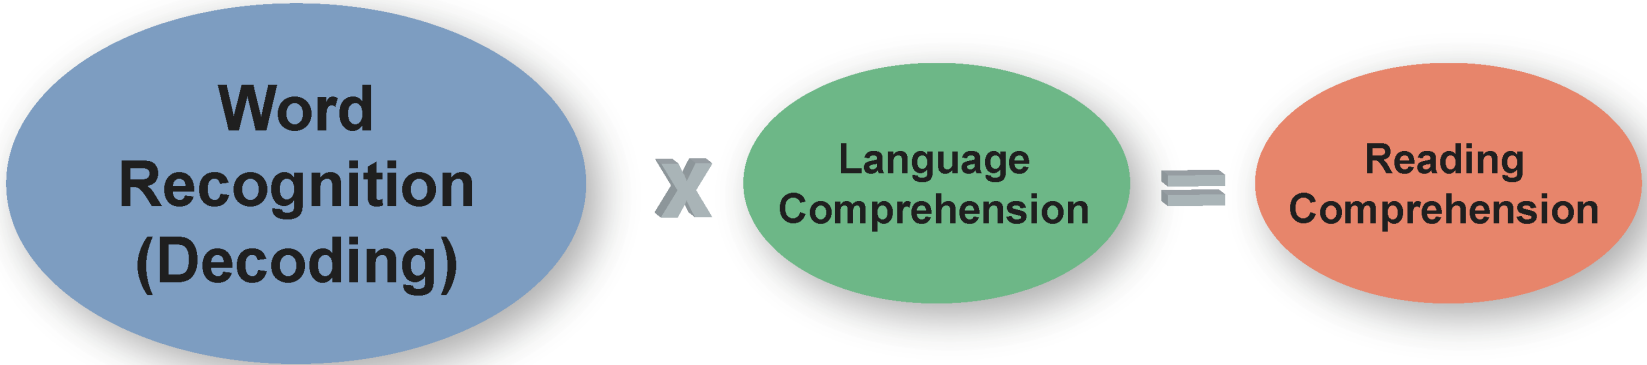 Word
Recognition
(Decoding)
x
Language
Comprehension
=
Reading
Comprehension